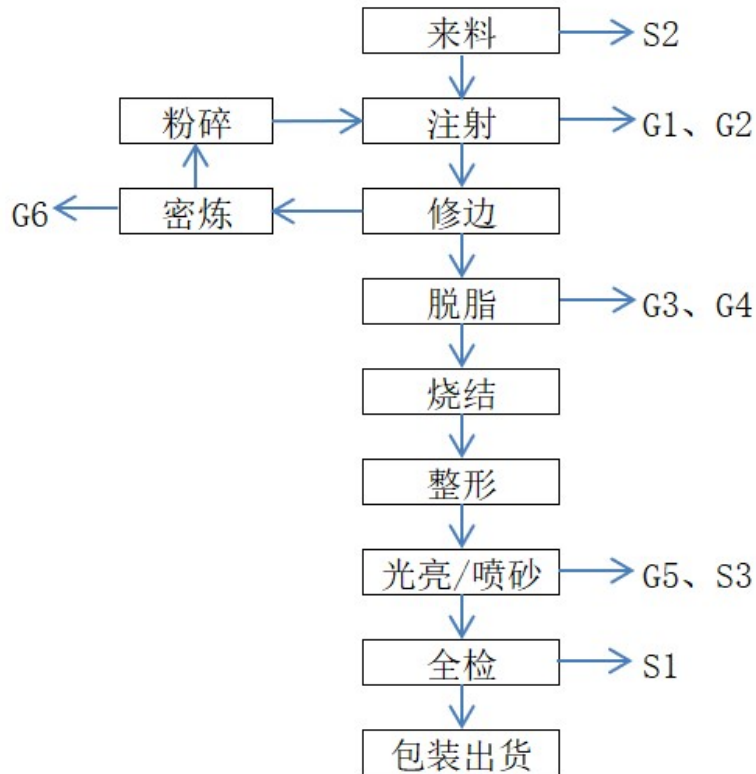 来料
S2
粉碎
注射
G1、G2
G6
密炼
修边
脱脂
G3、G4
烧结
整形
光亮/喷砂
G5、S3
全检
S1
包装出货